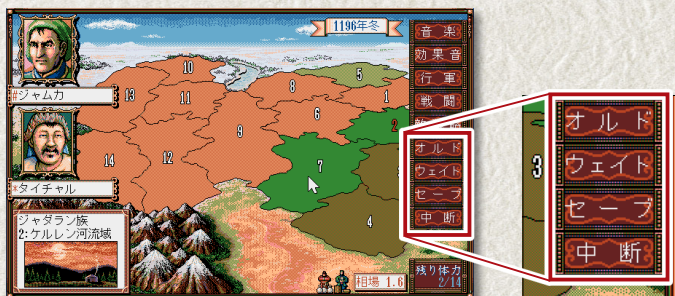 1196年冬
#ジャムカ
*タイチャル
ジャダラン族
2:ケルレン河流域
10
13
11
8
5
1
6
9
2
14
12
7
4
音楽
効果音
行軍
戦闘
オルド
ウェイト
セーブ
中断
相場 1.6
残り体力
2/14
3
オルド
ウェイト
セーブ
中断